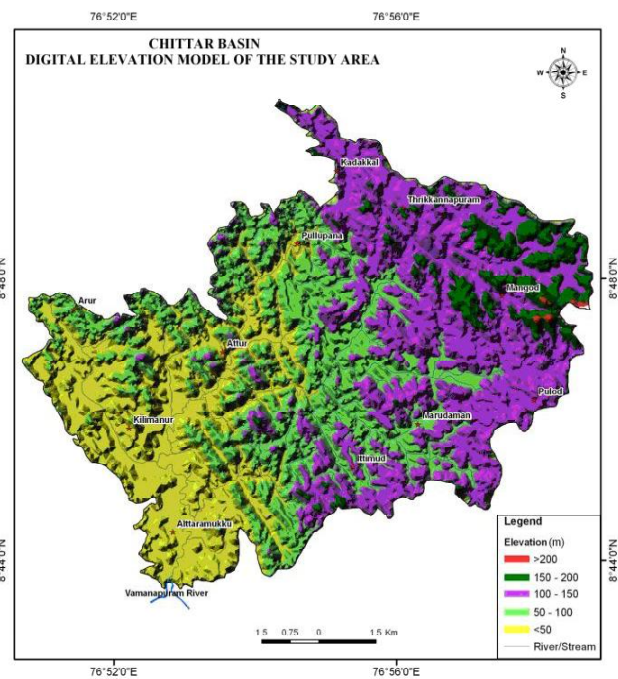 76°52'0"E 76°56'0"E
CHITTAR BASIN
DIGITAL ELEVATION MODEL OF THE STUDY AREA
N
W E
S
Kadakkal
Thrikkannapuram
Pullupana
8°48'0"N 8°48'0"N
Mangod
Arur
Attur
Pulod
Marudaman
Kilimanur
Ittimud
Alttaramukku
Legend
Elevation (m)
>200
150 - 200
100 - 150
50 - 100
<50
River/Stream
8°44'0"N 8°44'0"N
Vamanapuram River
1.5 0.75 0 1.5 Km
76°52'0"E 76°56'0"E